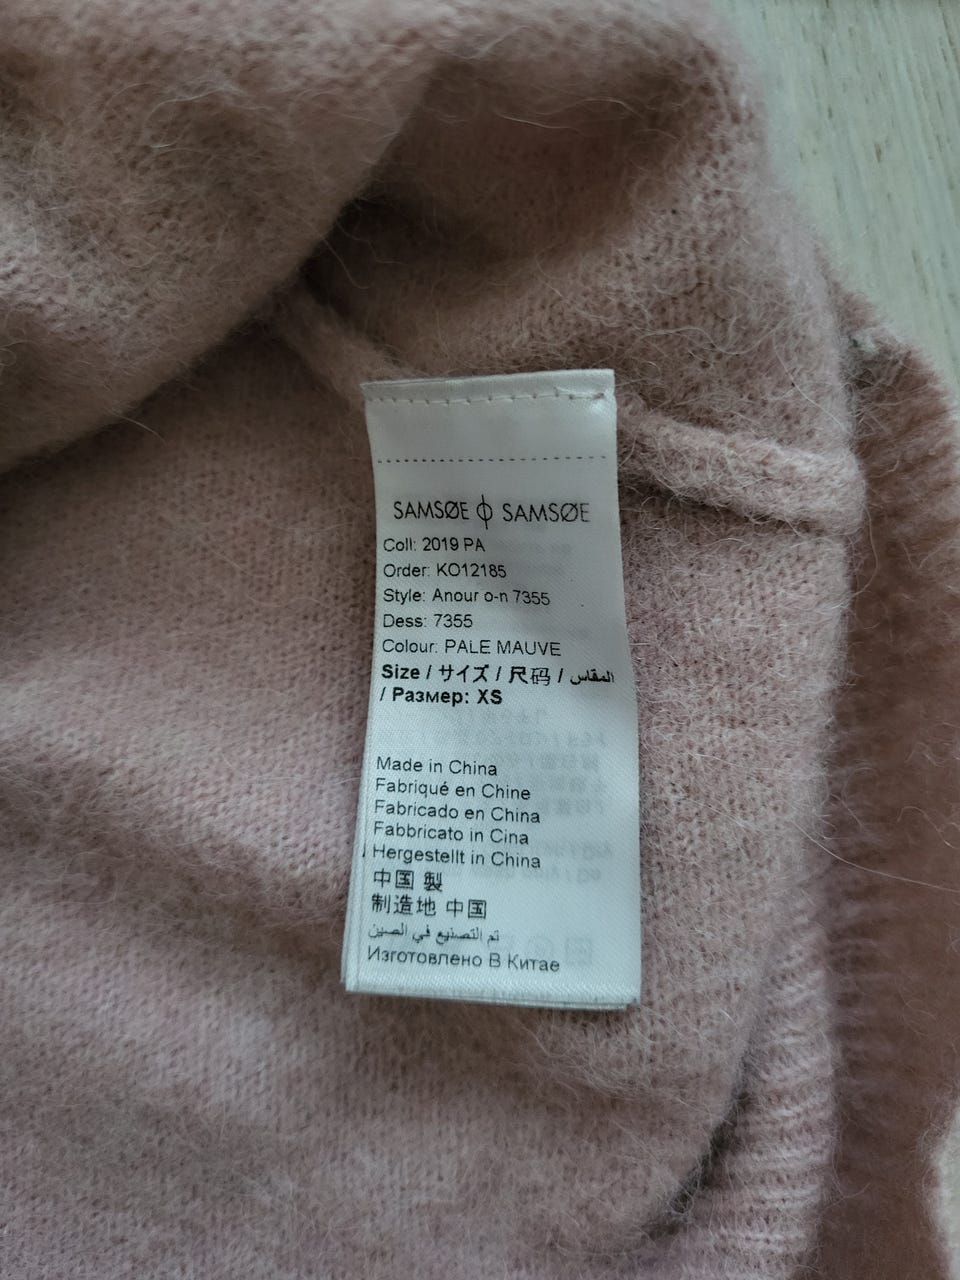 SAMSØE ϕ SAMSØE
Coll: 2019 PA
Order: KO12185
Style: Anour o-n 7355
Dess: 7355
Colour: PALE MAUVE
Size / サイズ / 尺码 / المقاس
/ Размер: XS
Made in China
Fabriqué en Chine
Fabricado en China
Fabbricato in Cina
Hergestellt in China
中国 製
制造地 中国
تم التصنيع في الصين
Изготовлено В Китае